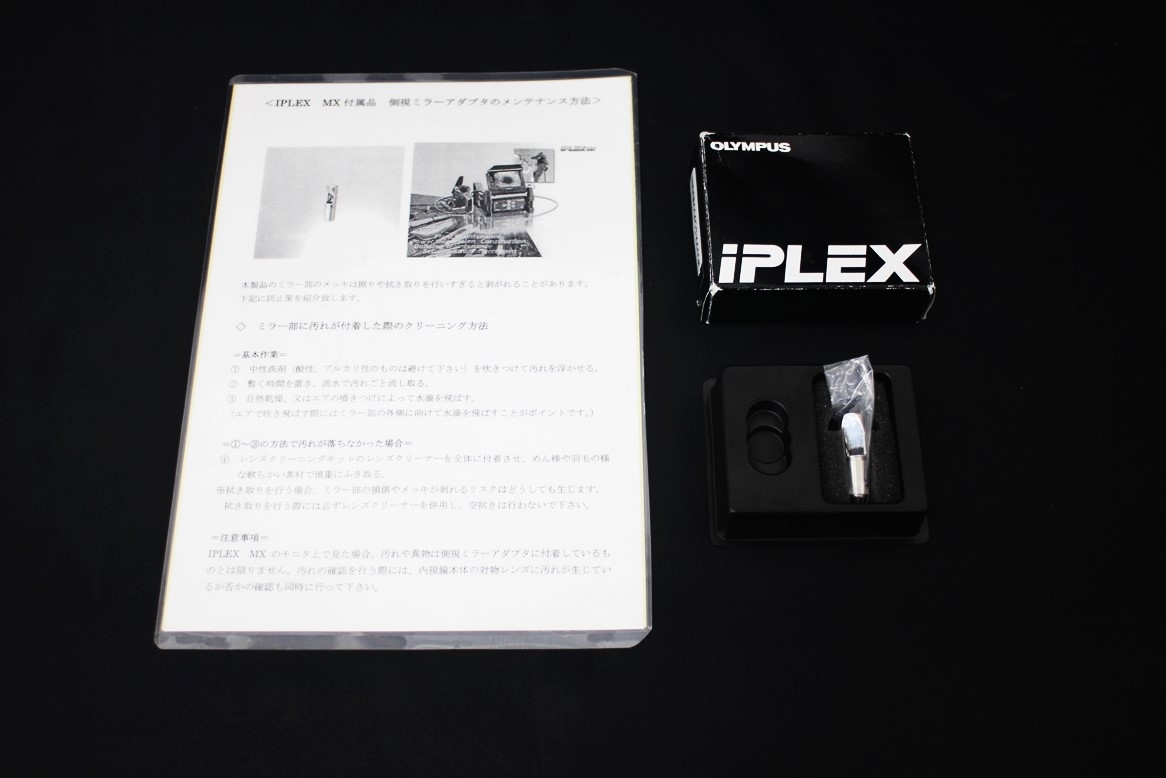 <IPLEX　MX付属品　側視ミラーアダプタのメンテナンス方法>
IPLEX
本製品のミラー部のメッキは擦りや拭き取りを行いすぎると剥がれることがあります。
下記に防止策を紹介致します。
◇　ミラー部に汚れが付着した際のクリーニング方法
＝基本作業＝
①　中性洗剤（酸性、アルカリ性のものは避けて下さい）を吹きつけて汚れを浮かせる。
②　暫く時間を置き、流水で汚れごと流し取る。
③　自然乾燥、又はエアの噴きつけによって水滴を飛ばす。
（エアで吹き飛ばす際にはミラー部の外側に向けて水滴を飛ばすことがポイントです。）
＝①～③の方法で汚れが落ちなかった場合＝
④　レンズクリーニングキットのレンズクリーナーを全体に付着させ、めん棒や羽毛の様
な軟らかい素材で慎重にふき取る。
※拭き取りを行う場合、ミラー部の損傷やメッキが剥れるリスクはどうしても生じます。
拭き取りを行う際には必ずレンズクリーナーを併用し、空拭きは行わないで下さい。
＝注意事項＝
IPLEX　MX のモニタ上で見た場合、汚れや異物は側視ミラーアダプタに付着しているも
のとは限りません。汚れの確認を行う際には、内視鏡本体の対物レンズに汚れが生じてい
るか否かの確認も同時に行って下さい。
OLYMPUS
IPLEX